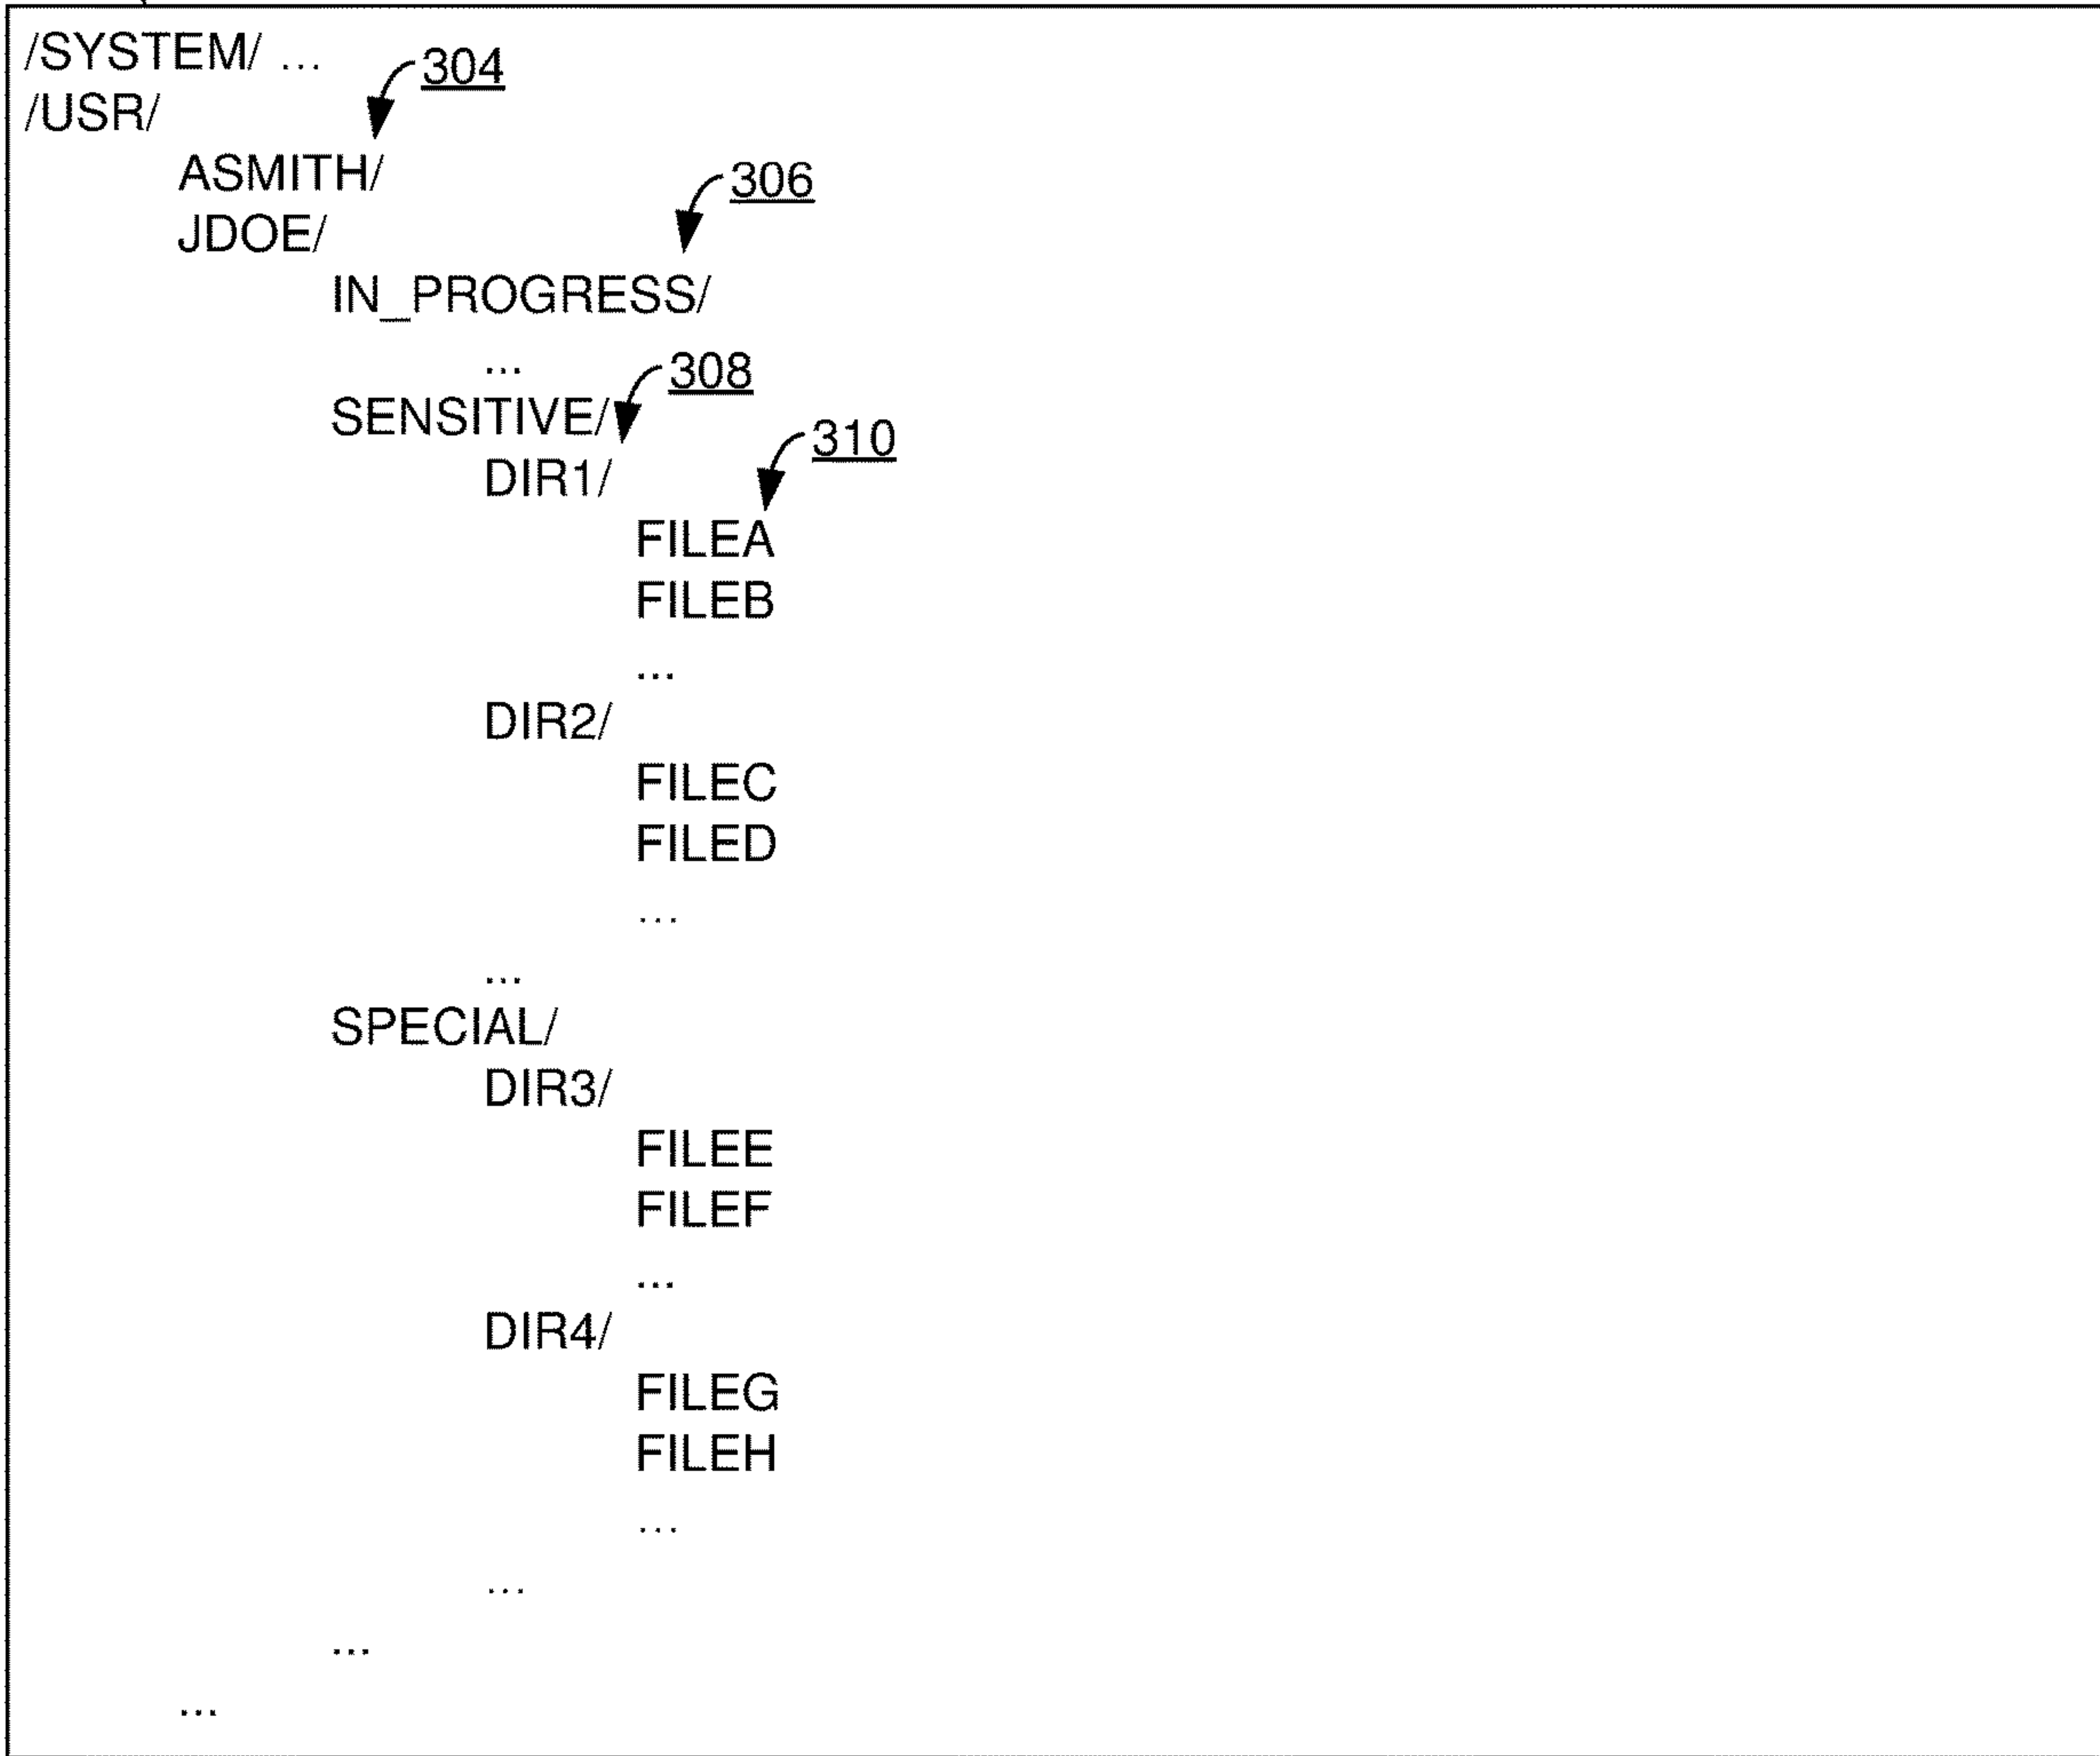 /SYSTEM/ ...
304
/USR/
ASMITH/
306
JDOE/
IN_PROGRESS/
...
308
SENSITIVE/
310
DIR1/
FILEA
FILEB
...
DIR2/
FILEC
FILED
...
...
SPECIAL/
DIR3/
FILEE
FILEF
...
DIR4/
FILEG
FILEH
...
...
...
...